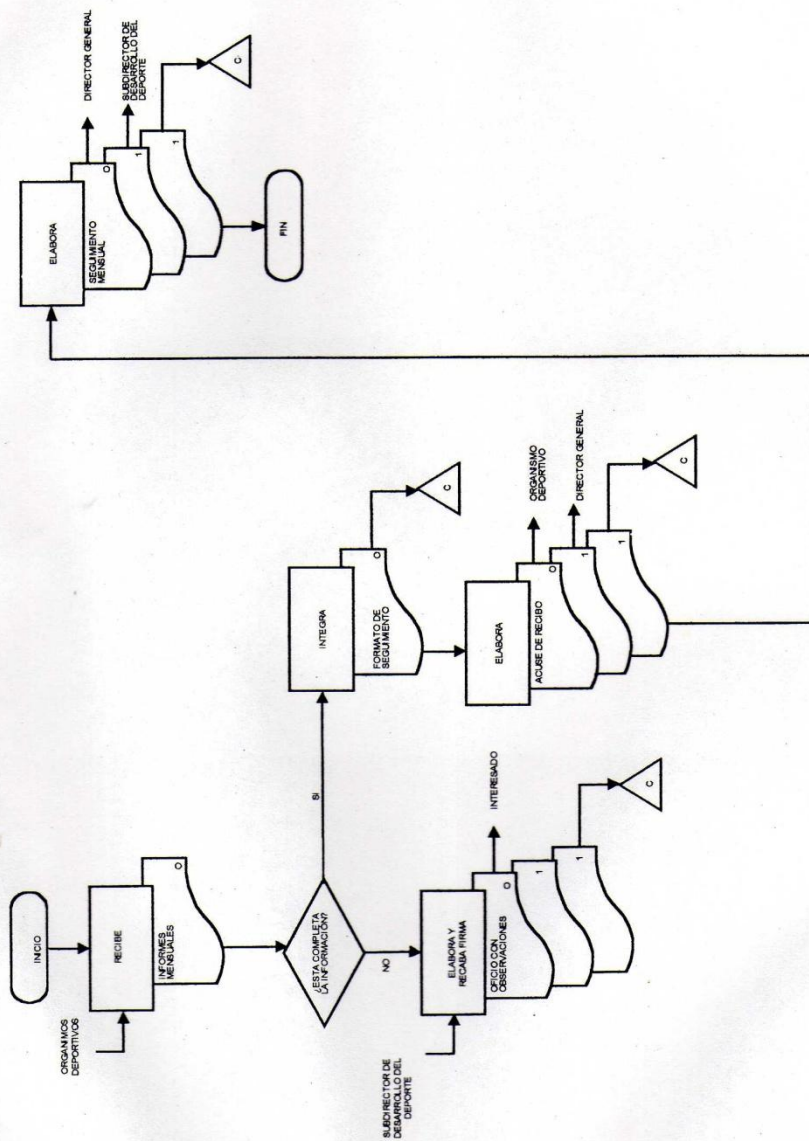 INICIO
ORGANIMOS
DEPORTIVOS
RECIBE
INFORMES
MENSUALES
O
¿ESTA COMPLETA
LA INFORMACIÓN?
SI
NO
SUBDIRECTOR DE
DESARROLLO DEL
DEPORTE
ELABORA Y
RECABA FIRMA
OFICIO CON
OBSERVACIONES
O
1
1
INTERESADO
C
INTEGRA
FORMATO DE
SEGUIMIENTO
O
C
ELABORA
ACUSE DE RECIBO
O
1
1
ORGANISMO
DEPORTIVO
DIRECTOR GENERAL
C
ELABORA
SEGUIMIENTO
MENSUAL
O
1
1
DIRECTOR GENERAL
SUBDIRECTOR DE
DESARROLLO DEL
DEPORTE
C
FIN